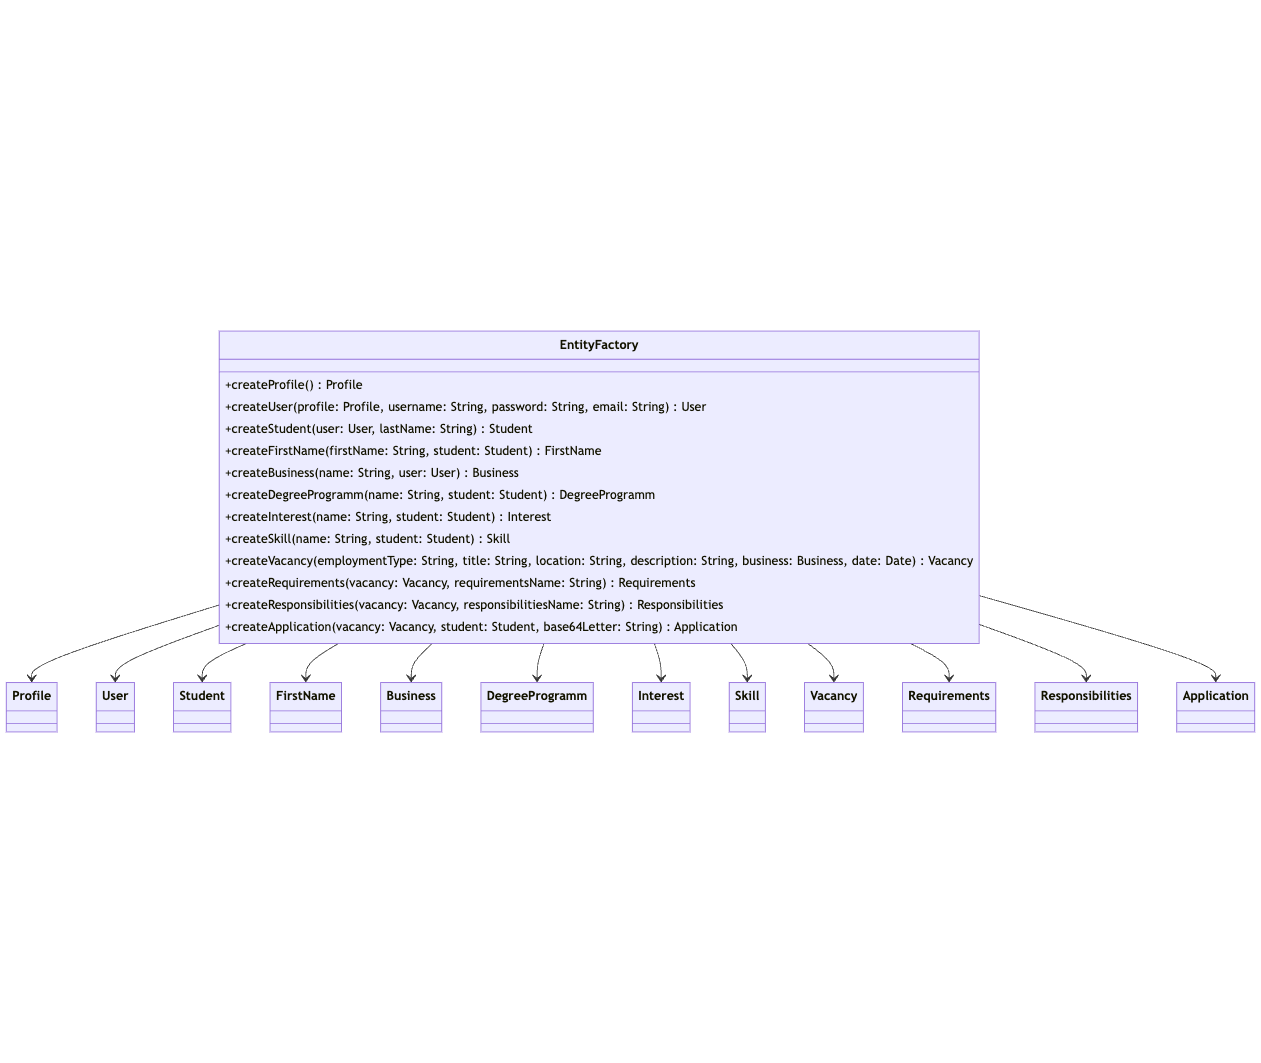 EntityFactory
+createProfile() : Profile
+createUser(profile: Profile, username: String, password: String, email: String) : User
+createStudent(user: User, lastName: String) : Student
+createFirstName(firstName: String, student: Student) : FirstName
+createBusiness(name: String, user: User) : Business
+createDegreeProgramm(name: String, student: Student) : DegreeProgramm
+createInterest(name: String, student: Student) : Interest
+createSkill(name: String, student: Student) : Skill
+createVacancy(employmentType: String, title: String, location: String, description: String, business: Business, date: Date) : Vacancy
+createRequirements(vacancy: Vacancy, requirementsName: String) : Requirements
+createResponsibilities(vacancy: Vacancy, responsibilitiesName: String) : Responsibilities
+createApplication(vacancy: Vacancy, student: Student, base64Letter: String) : Application
Profile
User
Student
FirstName
Business
DegreeProgramm
Interest
Skill
Vacancy
Requirements
Responsibilities
Application